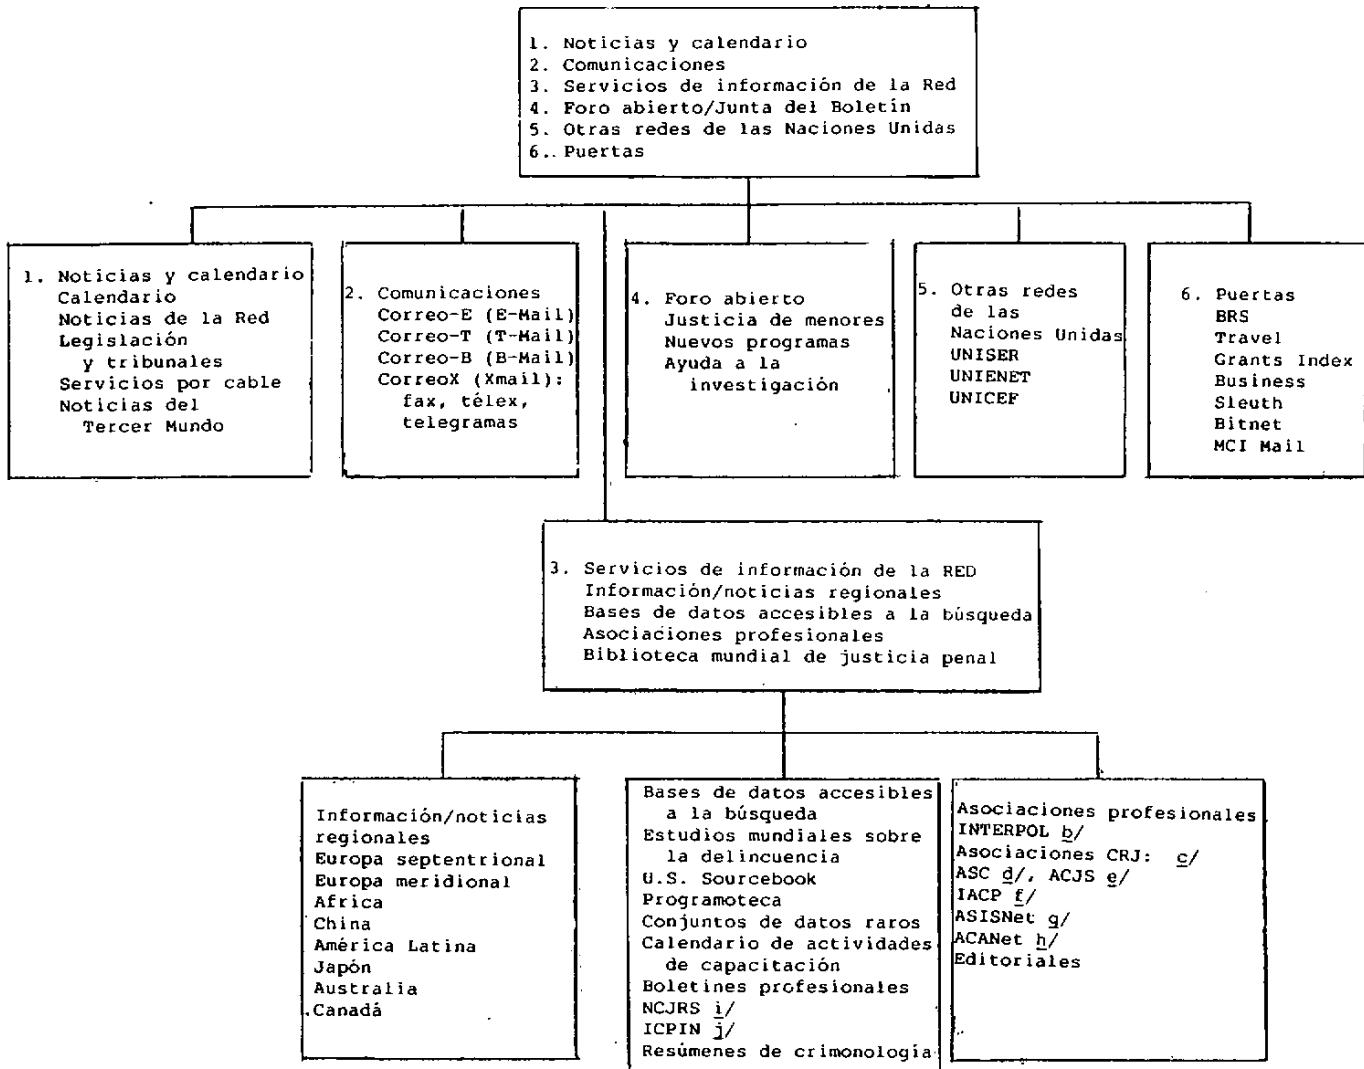 1. Noticias y calendario
2. Comunicaciones
3. Servicios de información de la Red
4. Foro abierto/Junta del Boletín
5. Otras redes de las Naciones Unidas
6. Puertas
1. Noticias y calendario
Calendario
Noticias de la Red
Legislación
y tribunales
Servicios por cable
Noticias del
Tercer Mundo
2. Comunicaciones
Correo-E (E-Mail)
Correo-T (T-Mail)
Correo-B (B-Mail)
CorreoX (Xmail):
fax, télex,
telegramas
4. Foro abierto
Justicia de menores
Nuevos programas
Ayuda a la
investigación
5. Otras redes
de las
Naciones Unidas
UNISER
UNIENET
UNICEF
6. Puertas
BRS
Travel
Grants Index
Business
Sleuth
Bitnet
MCI Mail
3. Servicios de información de la RED
Información/noticias regionales
Bases de datos accesibles a la búsqueda
Asociaciones profesionales
Biblioteca mundial de justicia penal
Información/noticias
regionales
Europa septentrional
Europa meridional
Africa
China
América Latina
Japón
Australia
Canadá
Bases de datos accesibles
a la búsqueda
Estudios mundiales sobre
la delincuencia
U.S. Sourcebook
Programoteca
Conjuntos de datos raros
Calendario de actividades
de capacitación
Boletines profesionales
NCJRS i/
ICPIN j/
Resúmenes de crimonología
Asociaciones profesionales
INTERPOL b/
Asociaciones CRJ: c/
ASC d/, ACJS e/
IACP f/
ASISNet g/
ACANet h/
Editoriales